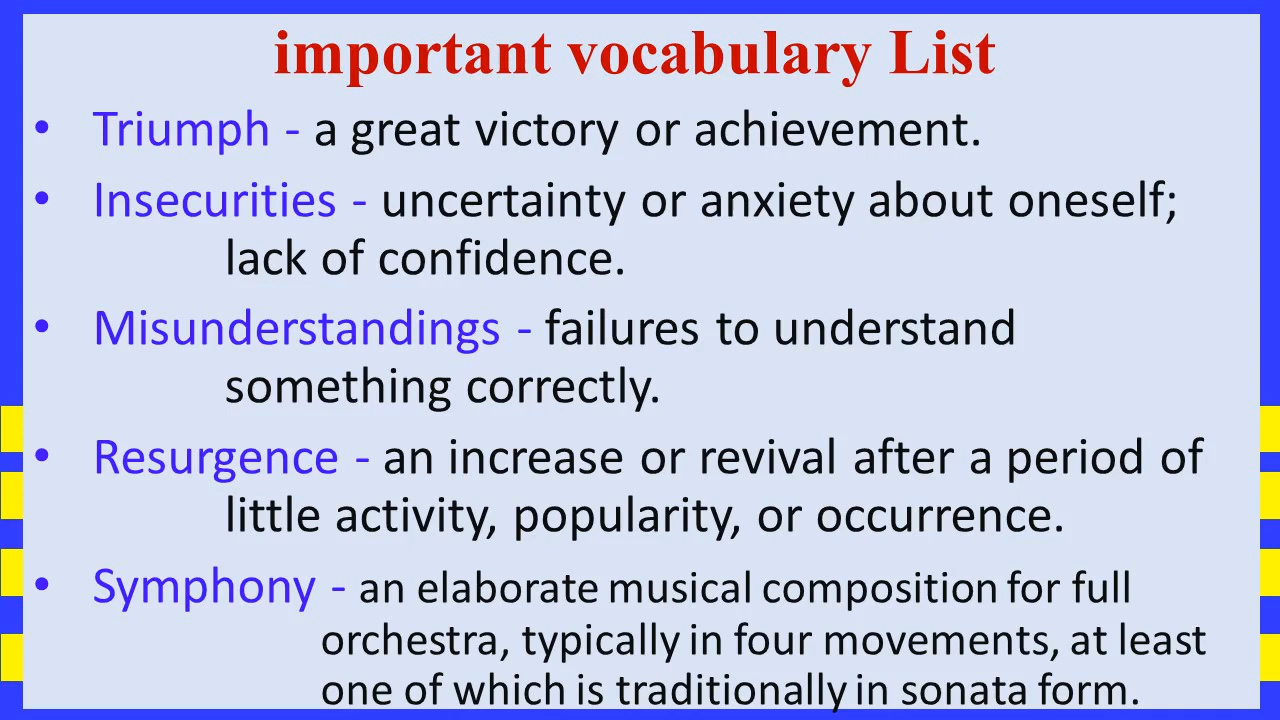 important vocabulary List
• Triumph - a great victory or achievement.
• Insecurities - uncertainty or anxiety about oneself;
lack of confidence.
• Misunderstandings - failures to understand
something correctly.
• Resurgence - an increase or revival after a period of
little activity, popularity, or occurrence.
• Symphony - an elaborate musical composition for full
orchestra, typically in four movements, at least
one of which is traditionally in sonata form.